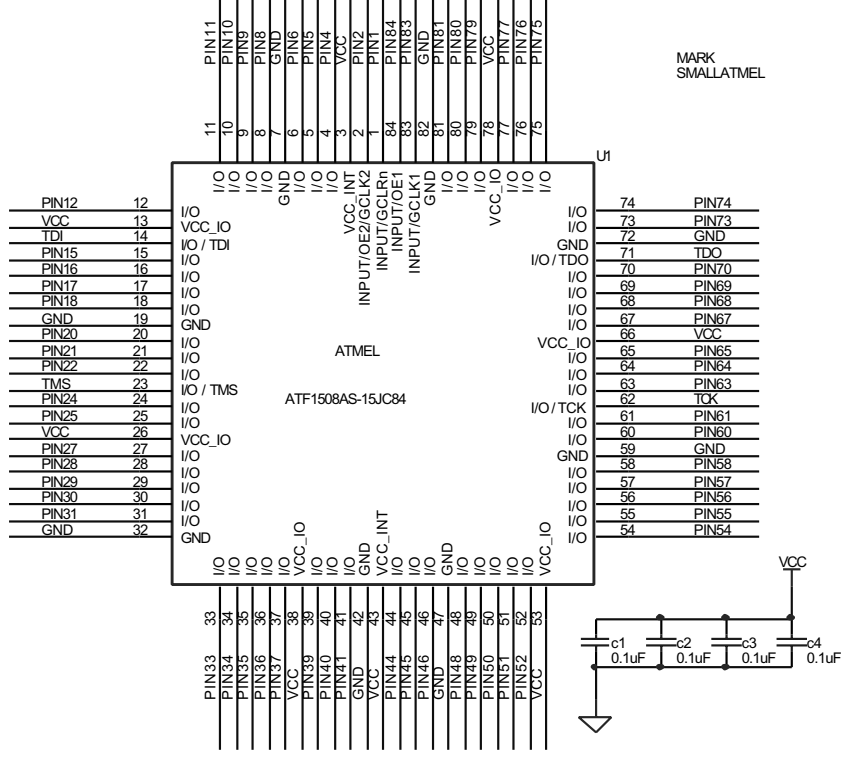 PIN11 PIN10 PIN9 PIN8 GND PIN6 PIN5 PIN4 VCC PIN2 PIN1 PIN84 PIN83 GND PIN81 PIN80 PIN79 VCC PIN77 PIN76 PIN75
MARK
SMALLATMEL
11 10 9 8 7 6 5 4 3 2 1 84 83 82 81 80 79 78 77 76 75
U1
I/O I/O I/O I/O GND I/O I/O I/O VCC_INT INPUT/OE2/GCLK2 INPUT/GCLRn INPUT/OE1 INPUT/GCLK1 GND I/O I/O I/O VCC_IO I/O I/O I/O
PIN12 12 I/O
VCC 13 VCC_IO
TDI 14 I/O / TDI
PIN15 15 I/O
PIN16 16 I/O
PIN17 17 I/O
PIN18 18 I/O
GND 19 GND
PIN20 20 I/O
PIN21 21 I/O
PIN22 22 I/O
TMS 23 I/O / TMS
PIN24 24 I/O
PIN25 25 I/O
VCC 26 VCC_IO
PIN27 27 I/O
PIN28 28 I/O
PIN29 29 I/O
PIN30 30 I/O
PIN31 31 I/O
GND 32 GND
ATMEL
ATF1508AS-15JC84
I/O 74 PIN74
I/O 73 PIN73
GND 72 GND
I/O / TDO 71 TDO
I/O 70 PIN70
I/O 69 PIN69
I/O 68 PIN68
I/O 67 PIN67
VCC_IO 66 VCC
I/O 65 PIN65
I/O 64 PIN64
I/O 63 PIN63
I/O / TCK 62 TCK
I/O 61 PIN61
I/O 60 PIN60
GND 59 GND
I/O 58 PIN58
I/O 57 PIN57
I/O 56 PIN56
I/O 55 PIN55
I/O 54 PIN54
I/O I/O I/O I/O I/O VCC_IO I/O I/O I/O GND VCC_INT I/O I/O I/O GND I/O I/O I/O I/O I/O VCC_IO
33 34 35 36 37 38 39 40 41 42 43 44 45 46 47 48 49 50 51 52 53
PIN33 PIN34 PIN35 PIN36 PIN37 VCC PIN39 PIN40 PIN41 GND VCC PIN44 PIN45 PIN46 GND PIN48 PIN49 PIN50 PIN51 PIN52 VCC
VCC
c1 c2 c3 c4
0.1uF 0.1uF 0.1uF 0.1uF